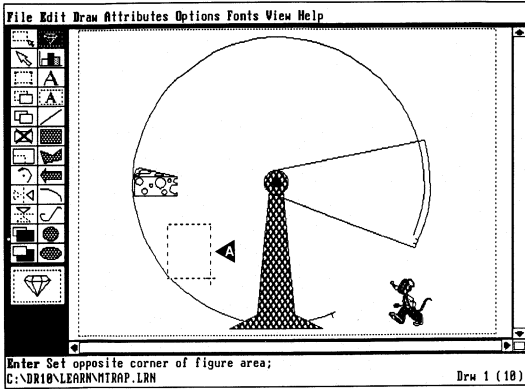 File Edit Draw Attributes Options Fonts View Help
A
A
A
Enter Set opposite corner of figure area;
C:\DR10\LEARN\MTRAP.LRN Drw 1 (10)